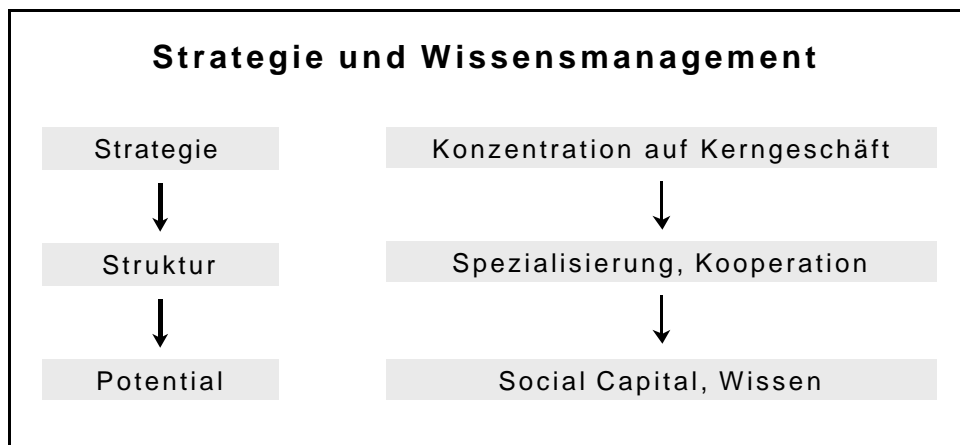 Strategie und Wissensmanagement
Strategie
Konzentration auf Kerngeschäft
Struktur
Spezialisierung, Kooperation
Potential
Social Capital, Wissen